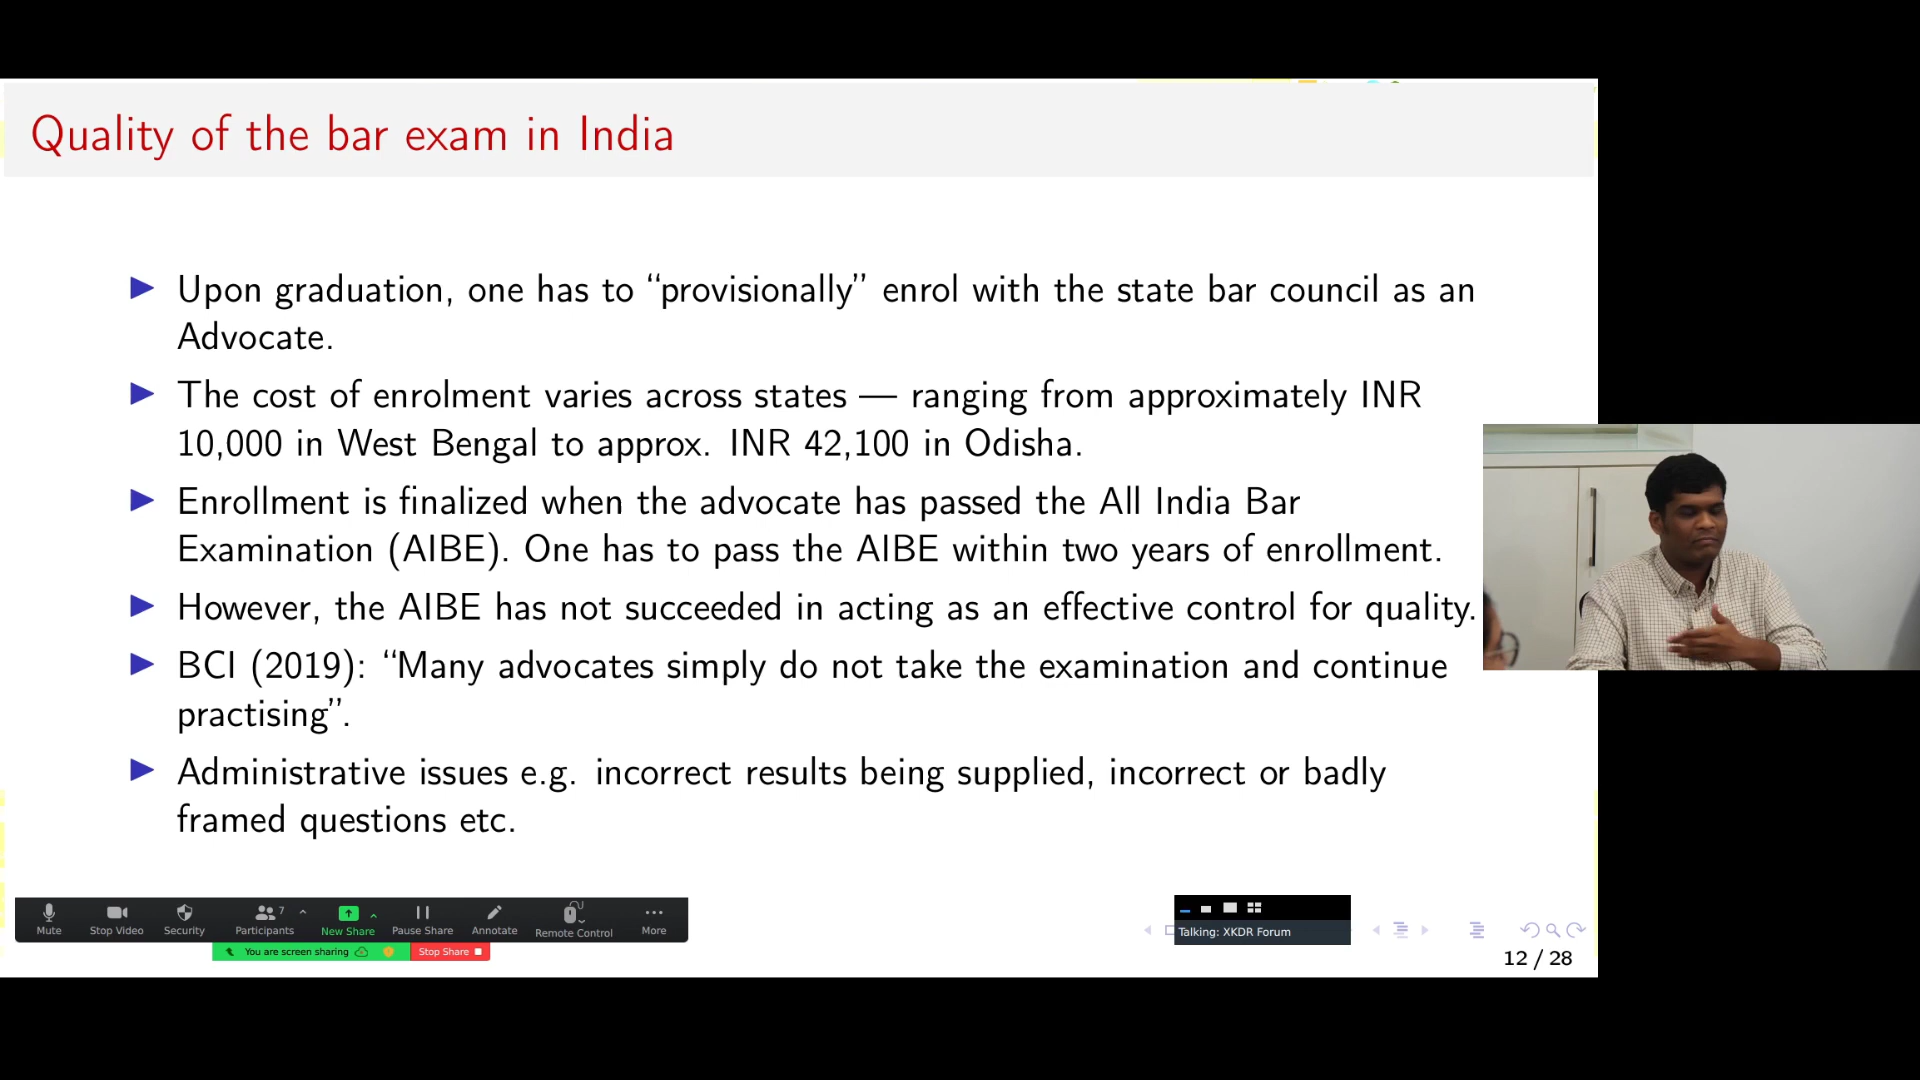 Quality of the bar exam in India
Upon graduation, one has to “provisionally” enrol with the state bar council as an
Advocate.
The cost of enrolment varies across states — ranging from approximately INR
10,000 in West Bengal to approx. INR 42,100 in Odisha.
Enrollment is finalized when the advocate has passed the All India Bar
Examination (AIBE). One has to pass the AIBE within two years of enrollment.
However, the AIBE has not succeeded in acting as an effective control for quality.
BCI (2019): “Many advocates simply do not take the examination and continue
practising”.
Administrative issues e.g. incorrect results being supplied, incorrect or badly
framed questions etc.
7
Mute Stop Video Security Participants New Share Pause Share Annotate Remote Control More
You are screen sharing Stop Share
Talking: XKDR Forum
12 / 28